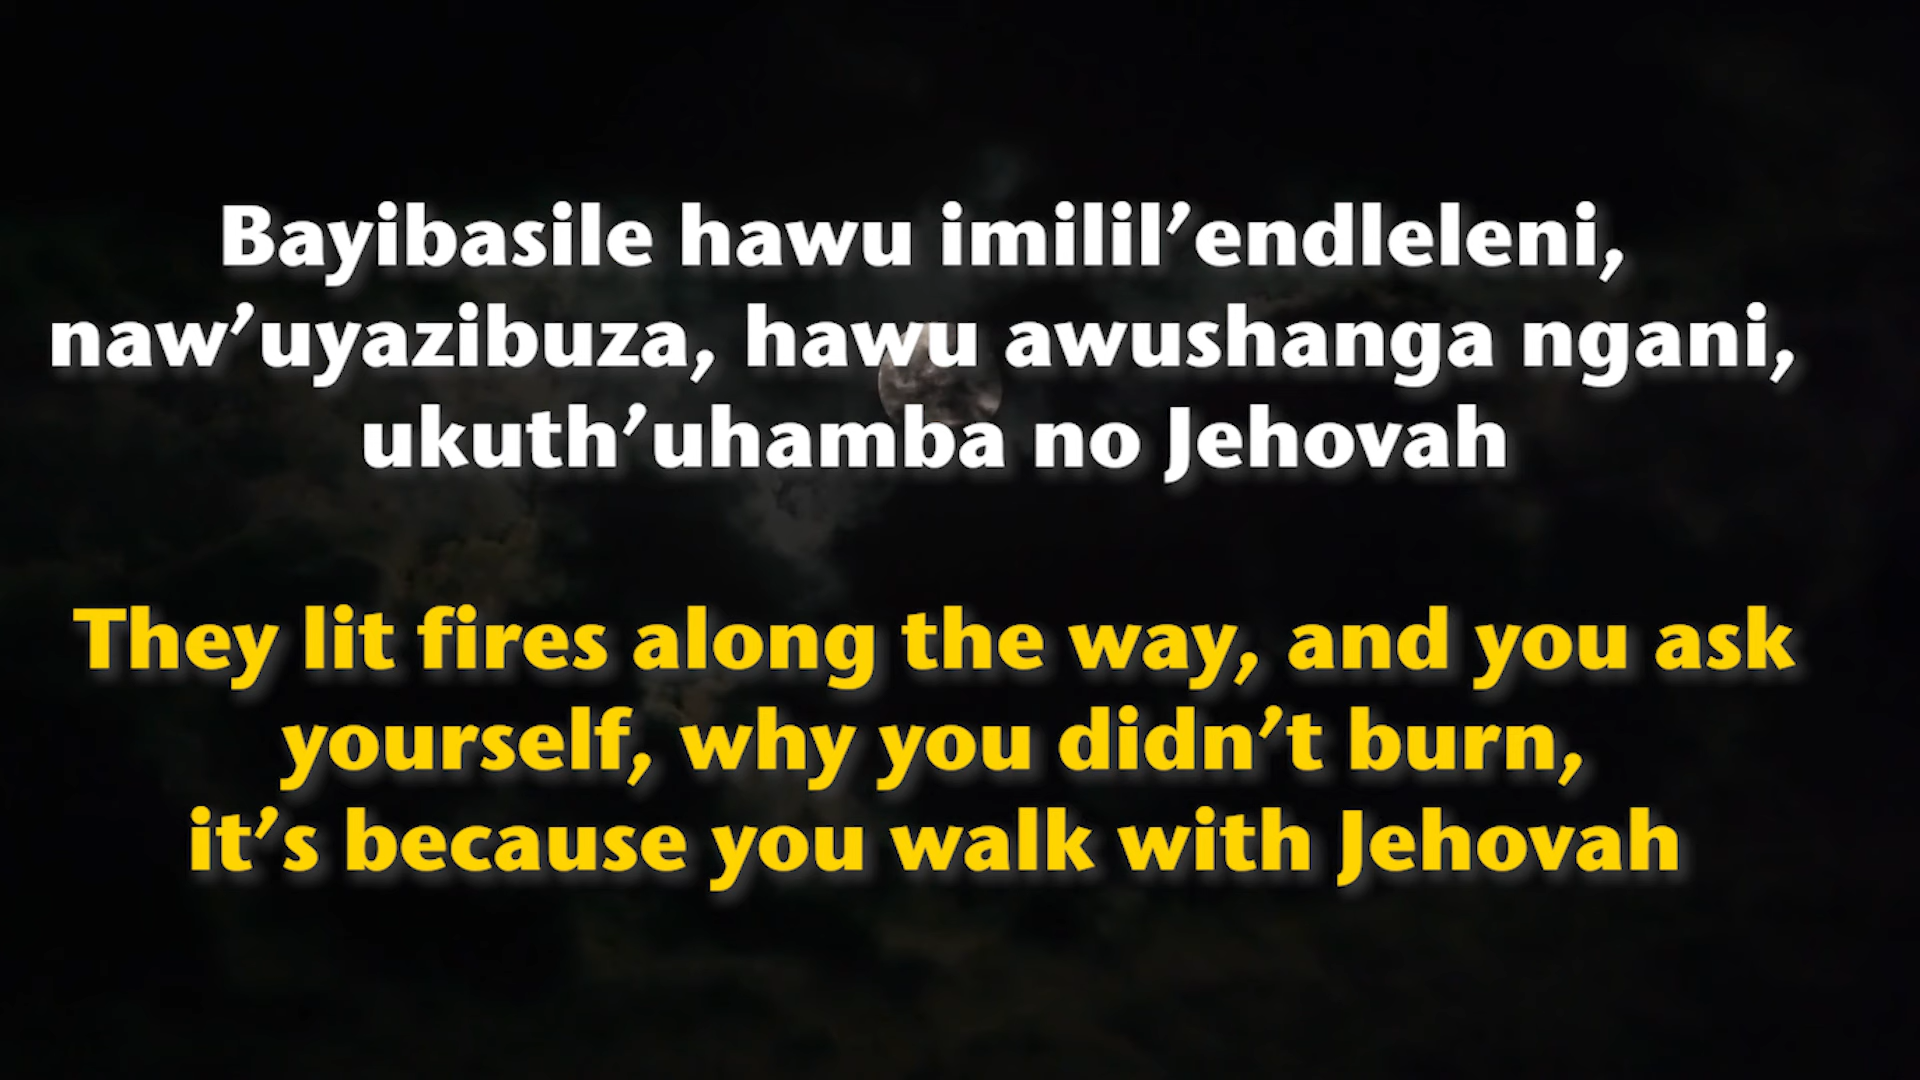 Bayibasile hawu imilil’endleleni,
naw’uyazibuza, hawu awushanga ngani,
ukuth’uhamba no Jehovah
They lit fires along the way, and you ask
yourself, why you didn’t burn,
it’s because you walk with Jehovah